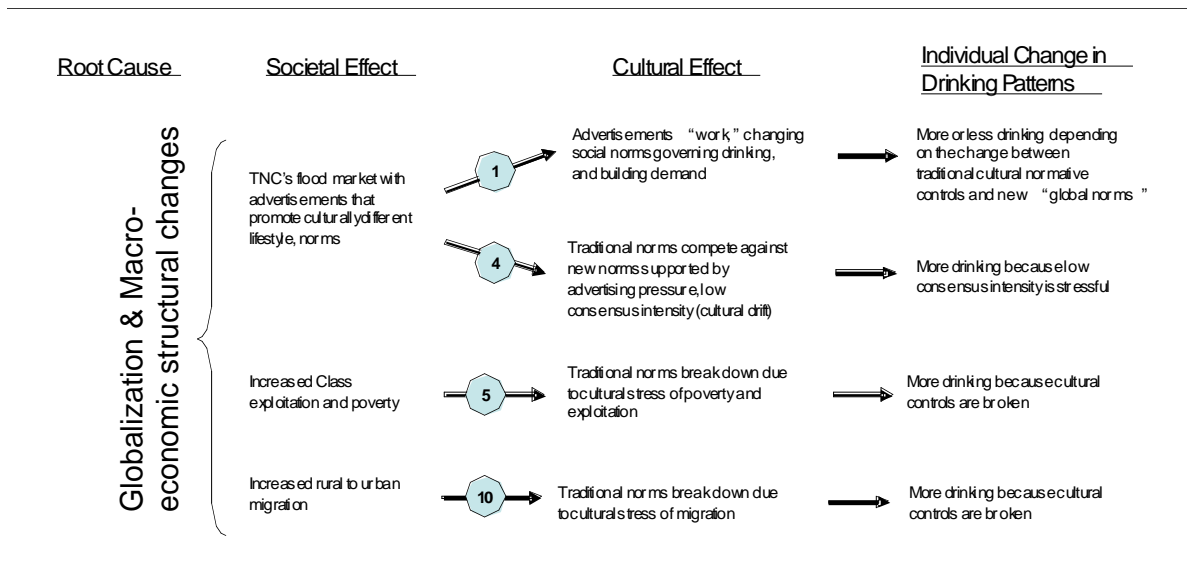 Root Cause
Societal Effect
Cultural Effect
Individual Change in
Drinking Patterns
Globalization & Macro-
economic structural changes
TNC's flood market with
advertisements that
promote culturally different
lifestyle, norms
1
Advertisements “work,” changing
social norms governing drinking,
and building demand
More or less drinking depending
on the change between
traditional cultural normative
controls and new “global norms ”
4
Traditional norms compete against
new norms supported by
advertising pressure, low
consensus intensity (cultural drift)
More drinking because low
consensus intensity is stressful
Increased Class
exploitation and poverty
5
Traditional norms break down due
to cultural stress of poverty and
exploitation
More drinking because cultural
controls are broken
Increased rural to urban
migration
10
Traditional norms break down due
to cultural stress of migration
More drinking because cultural
controls are broken